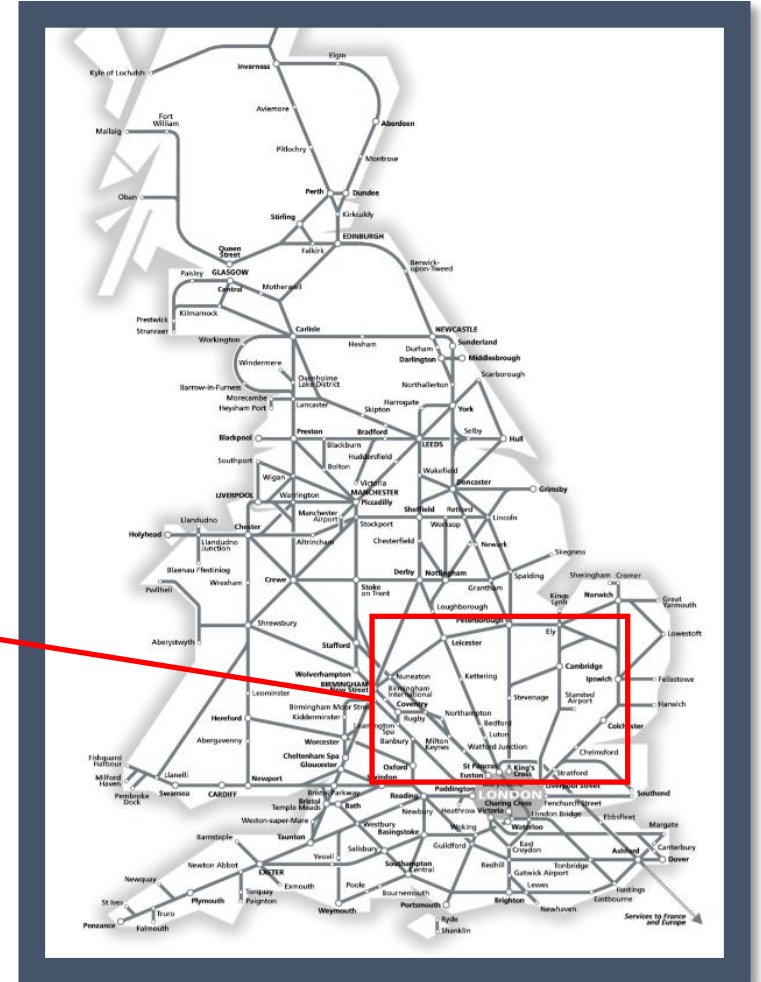 Elgin
Inverness
Kyle of Lochalsh
Aviemore
Fort
William
Aberdeen
Mallaig
Pitlochry
Montrose
Perth
Dundee
Oban
Stirling
Kirkcaldy
EDINBURGH
Queen
Street
Falkirk
Berwick-
upon-Tweed
Paisley
GLASGOW
Central
Motherwell
Prestwick
Kilmarnock
Stranraer
Carlisle
NEWCASTLE
Workington
Hexham
Durham
Sunderland
Darlington
Middlesbrough
Windermere
Scarborough
Oxenholme
Lake District
Northallerton
Barrow-in-Furness
Morecambe
Lancaster
Harrogate
York
Heysham Port
Skipton
Blackpool
Preston
Bradford
Selby
Hull
Blackburn
LEEDS
Huddersfield
Southport
Bolton
Wakefield
Wigan
Victoria
Doncaster
MANCHESTER
Grimsby
LIVERPOOL
Warrington
Piccadilly
Manchester
Airport
Sheffield
Retford
Lincoln
Llandudno
Stockport
Worksop
Holyhead
Chester
Llandudno
Junction
Altrincham
Chesterfield
Newark
Skegness
Blaenau Ffestiniog
Derby
Nottingham
Spalding
Sheringham
Cromer
Pwllheli
Wrexham
Crewe
Stoke
on Trent
Grantham
Kings
Lynn
Norwich
Great
Yarmouth
Loughborough
Shrewsbury
Peterborough
Ely
Lowestoft
Aberystwyth
Stafford
Leicester
Cambridge
Wolverhampton
Nuneaton
Kettering
Ipswich
Felixstowe
BIRMINGHAM
New Street
Birmingham
International
Stansted
Airport
Leominster
Coventry
Stevenage
Harwich
Birmingham Moor Street
Rugby
Northampton
Hereford
Kidderminster
Leamington
Spa
Bedford
Colchester
Abergavenny
Worcester
Banbury
Milton
Keynes
Luton
Watford Junction
Chelmsford
Cheltenham Spa
Fishguard
Harbour
Gloucester
Oxford
St Pancras
King's
Cross
Stratford
Milford
Haven
Llanelli
Newport
Swindon
Euston
Liverpool Street
Pembroke
Dock
Swansea
CARDIFF
Bristol Parkway
Reading
Paddington
LONDON
Southend
Bristol
Temple Meads
Bath
Newbury
Heathrow
Victoria
Charing Cross
Fenchurch Street
Weston-super-Mare
London Bridge
Ebbsfleet
Westbury
Basingstoke
Woking
Waterloo
Margate
Barnstaple
Taunton
Salisbury
Guildford
East
Croydon
Canterbury
Newton Abbot
Yeovil
Southampton
Central
Redhill
Tonbridge
Ashford
Dover
EXETER
Gatwick Airport
Newquay
Exmouth
Poole
Bournemouth
Lewes
Hastings
St Ives
Plymouth
Torquay
Paignton
Portsmouth
Brighton
Eastbourne
Truro
Weymouth
Newhaven
Penzance
Falmouth
Ryde
Shanklin
Services to France
and Europe